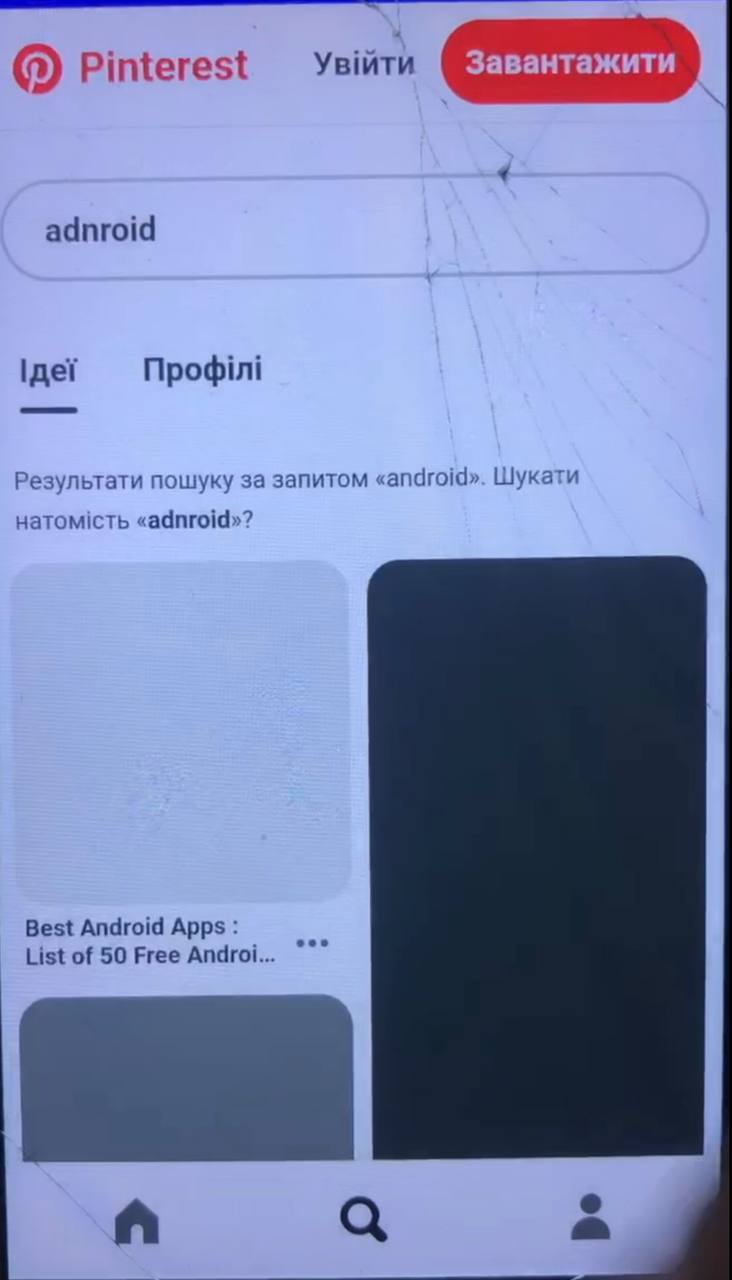 Pinterest Увійти Завантажити
adnroid
Ідеї Профілі
Результати пошуку за запитом «android». Шукати
натомість «adnroid»?
Best Android Apps :
List of 50 Free Androi...